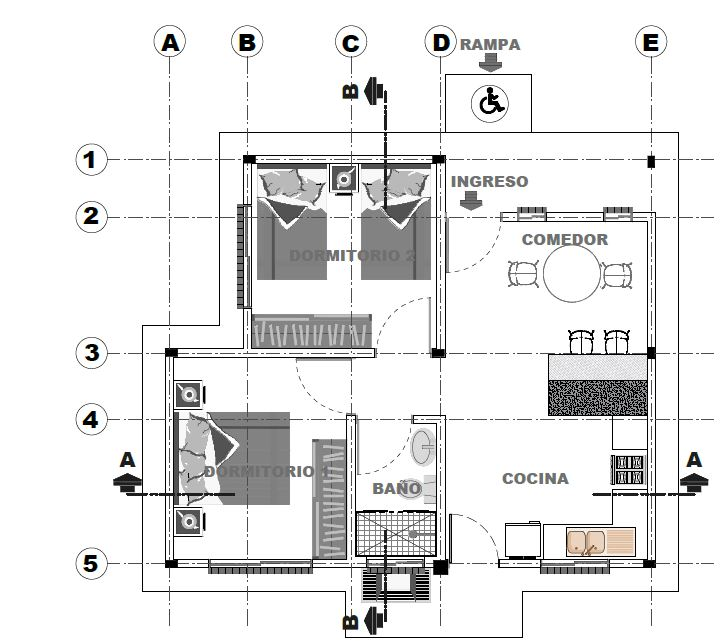 A B C D E
RAMPA
B
1
INGRESO
2
COMEDOR
DORMITORIO 2
3
4
A
A
DORMITORIO 1
BAÑO
COCINA
5
B